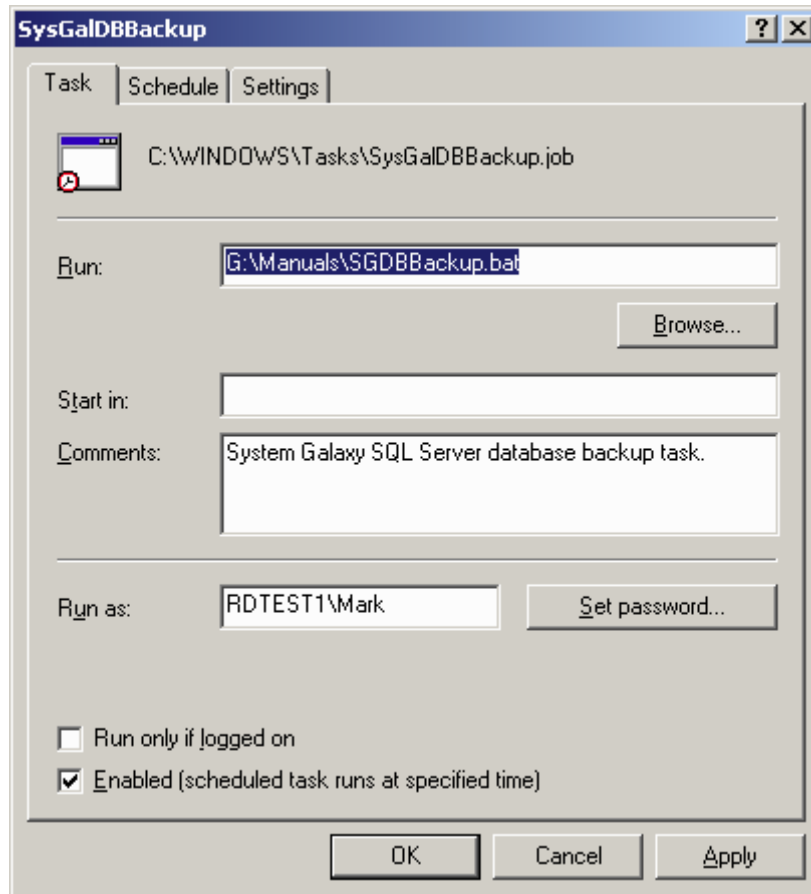 SysGalDBBackup
Task Schedule Settings
C:\WINDOWS\Tasks\SysGalDBBackup.job
Run: G:\Manuals\SGDBBackup.bat
Browse...
Start in:
Comments: System Galaxy SQL Server database backup task.
Run as: RDTEST1\Mark Set password...
Run only if logged on
Enabled (scheduled task runs at specified time)
OK Cancel Apply